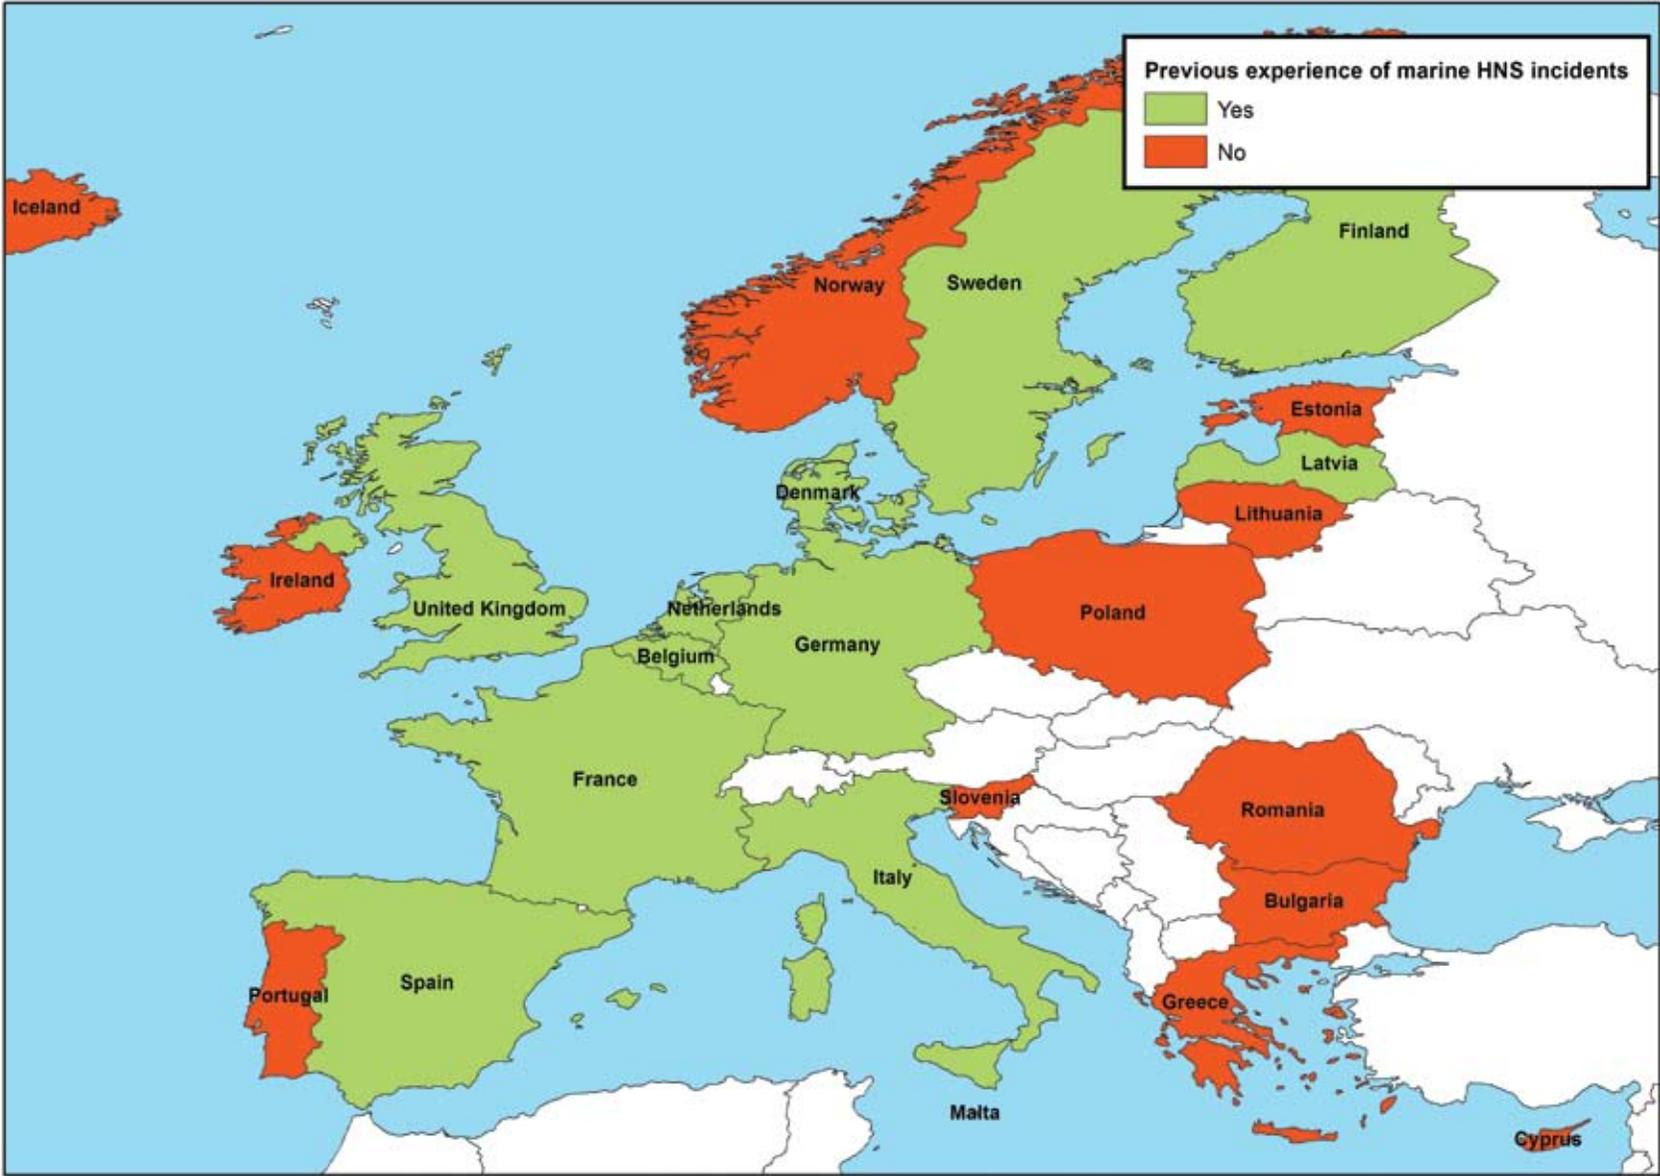 Previous experience of marine HNS incidents
Yes
No
Iceland
Finland
Norway
Sweden
Estonia
Latvia
Denmark
Lithuania
Ireland
United Kingdom
Netherlands
Poland
Germany
Belgium
France
Slovenia
Romania
Italy
Bulgaria
Spain
Portugal
Greece
Malta
Cyprus